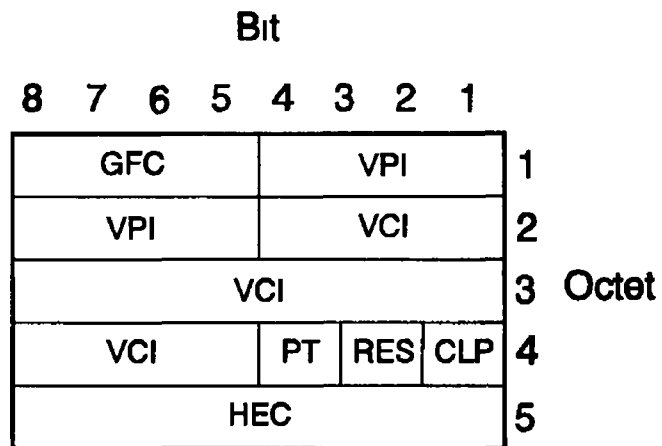 Bit
8 7 6 5 4 3 2 1
GFC VPI 1
VPI VCI 2
VCI 3 Octet
VCI PT RES CLP 4
HEC 5